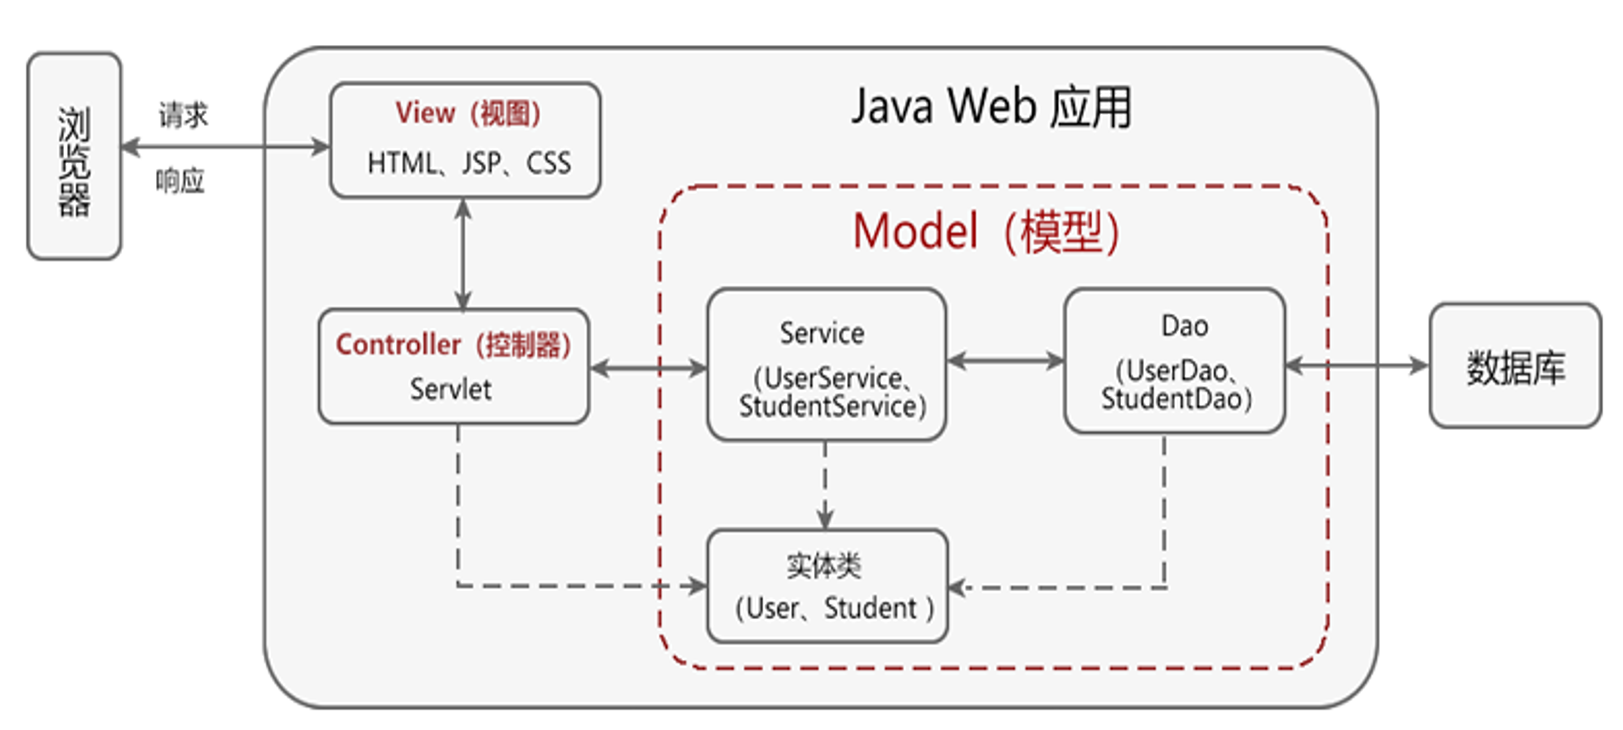 浏览器
请求
响应
View（视图）
HTML、JSP、CSS
Java Web 应用
Model（模型）
Controller（控制器）
Servlet
Service
（UserService、
StudentService）
Dao
（UserDao、
StudentDao）
数据库
实体类
（User、Student ）